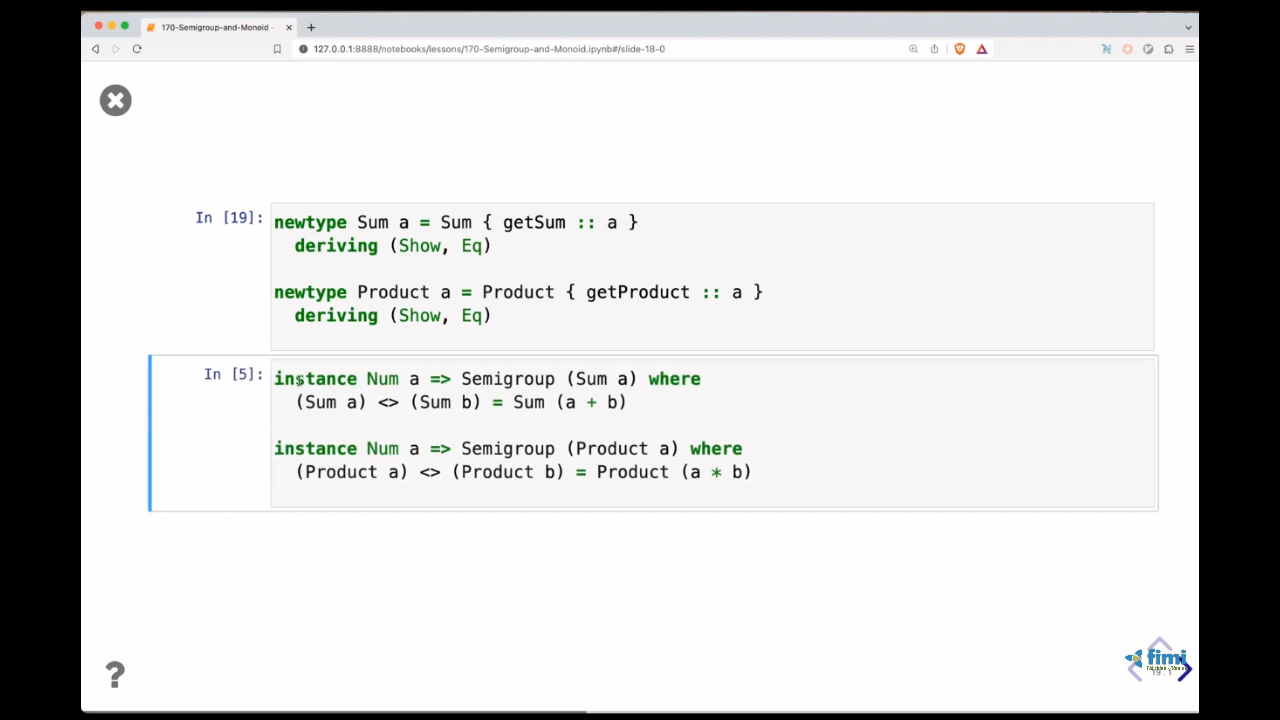 170-Semigroup-and-Monoid -
127.0.0.1:8888/notebooks/lessons/170-Semigroup-and-Monoid.ipynb#/slide-18-0
In [19]:
newtype Sum a = Sum { getSum :: a }
  deriving (Show, Eq)
newtype Product a = Product { getProduct :: a }
  deriving (Show, Eq)
In [5]:
instance Num a => Semigroup (Sum a) where
  (Sum a) <> (Sum b) = Sum (a + b)
instance Num a => Semigroup (Product a) where
  (Product a) <> (Product b) = Product (a * b)
?
fimi
19.1